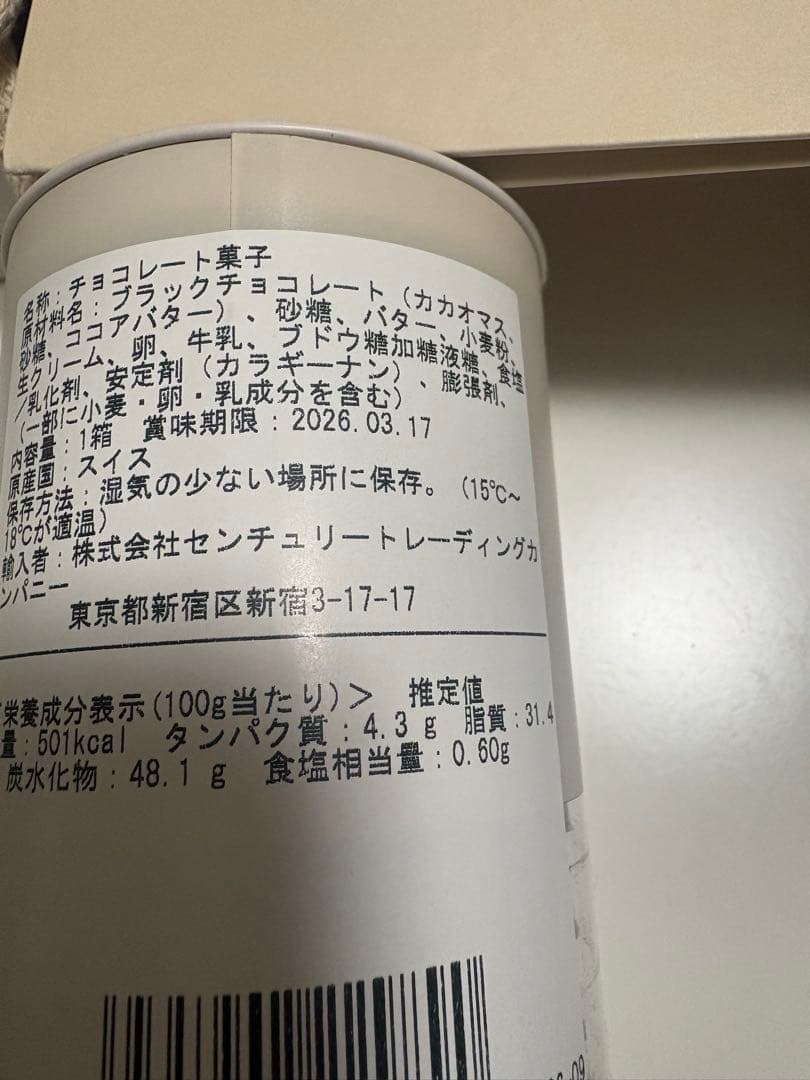 名称：チョコレート菓子
原材料名：ブラックチョコレート（カカオマス、
砂糖、ココアバター）、砂糖、バター、小麦粉、
生クリーム、卵、牛乳、ブドウ糖加糖液糖、食塩
／乳化剤、安定剤（カラギーナン）、膨張剤、
（一部に小麦・卵・乳成分を含む）
内容量：1箱 賞味期限：2026.03.17
原産国：スイス
保存方法：湿気の少ない場所に保存。（15℃～
18℃が適温）
輸入者：株式会社センチュリートレーディングカ
ンパニー
東京都新宿区新宿3-17-17
栄養成分表示(100g当たり)＞ 推定値
量：501kcal タンパク質：4.3 g 脂質：31.4
炭水化物：48.1 g 食塩相当量：0.60g